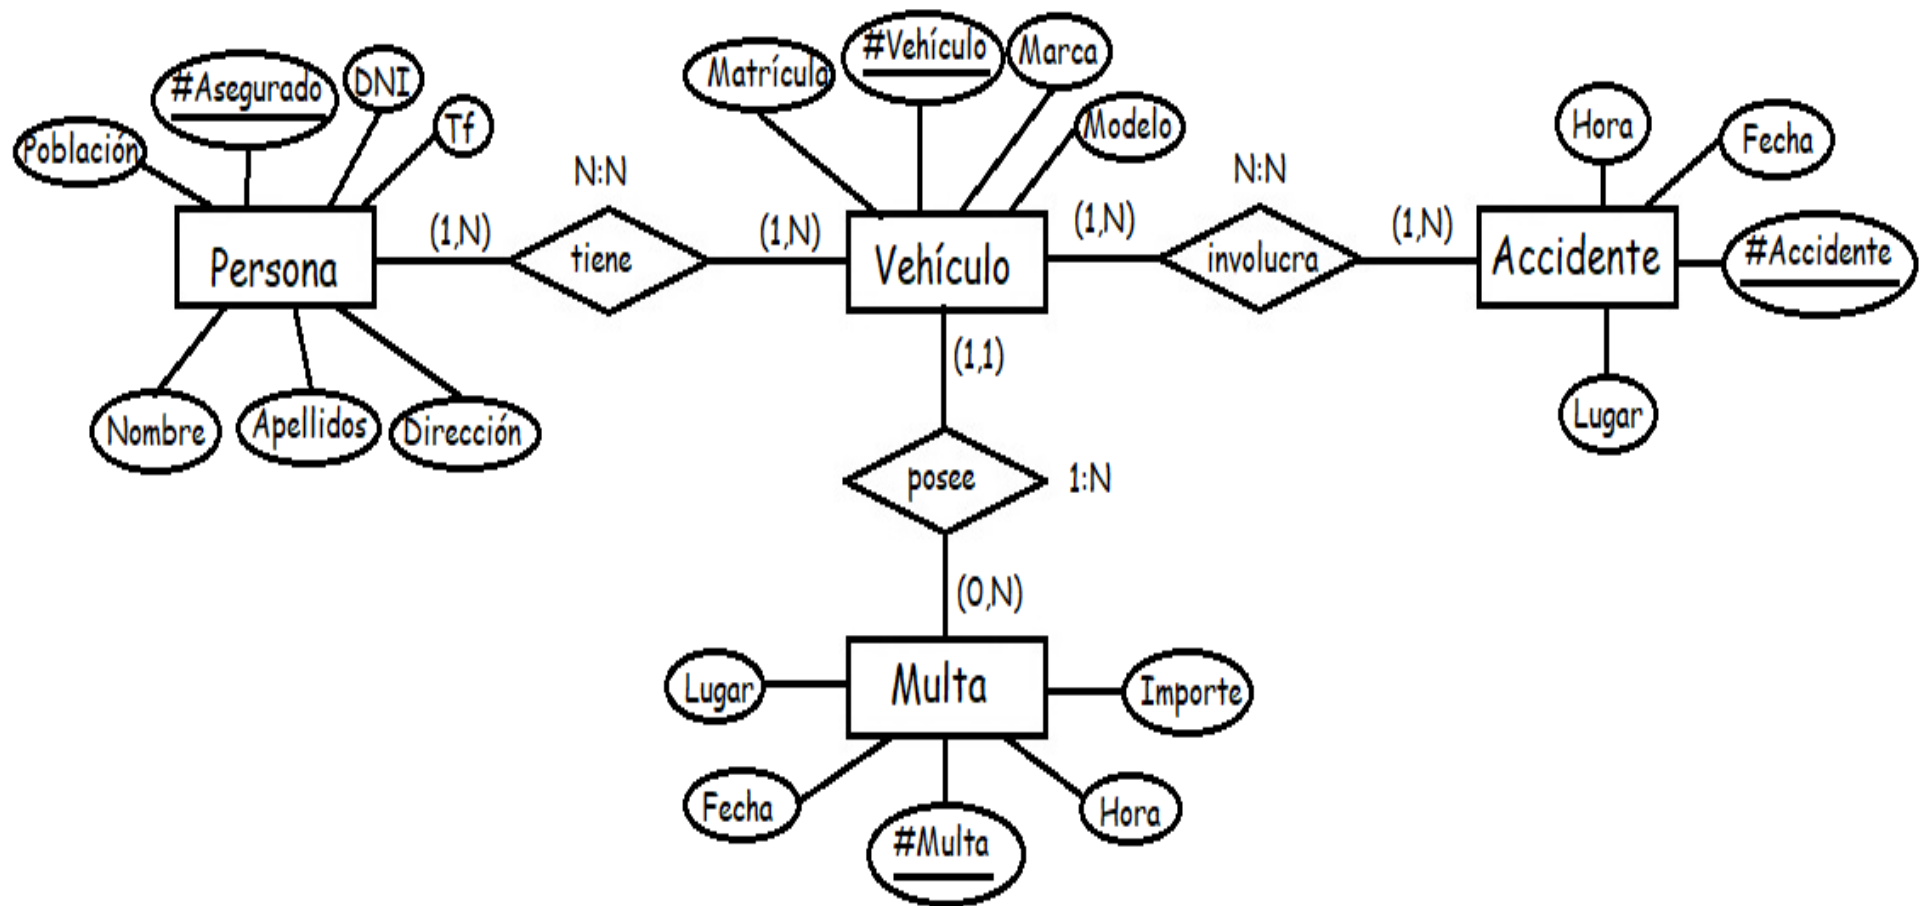 #Vehículo
Marca
#Asegurado
DNI
Matrícula
Modelo
Tf
Hora
Fecha
Población
N:N
N:N
(1,N)
(1,N)
(1,N)
(1,N)
Persona
tiene
Vehículo
involucra
Accidente
#Accidente
(1,1)
Nombre
Apellidos
Dirección
Lugar
posee
1:N
(0,N)
Lugar
Multa
Importe
Fecha
Hora
#Multa